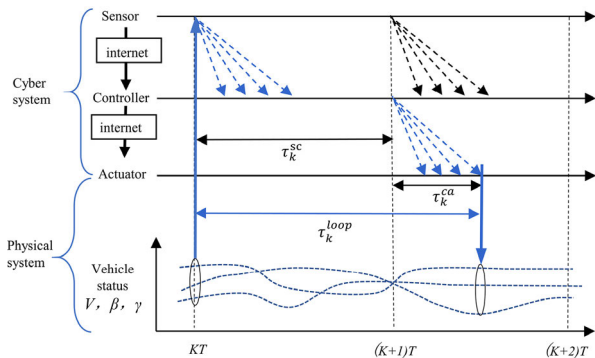 Sensor
internet
Cyber
system
Controller
internet
τ_k^{sc}
Actuator
τ_k^{ca}
τ_k^{loop}
Physical
system
Vehicle
status
V，β，γ
KT
(K+1)T
(K+2)T